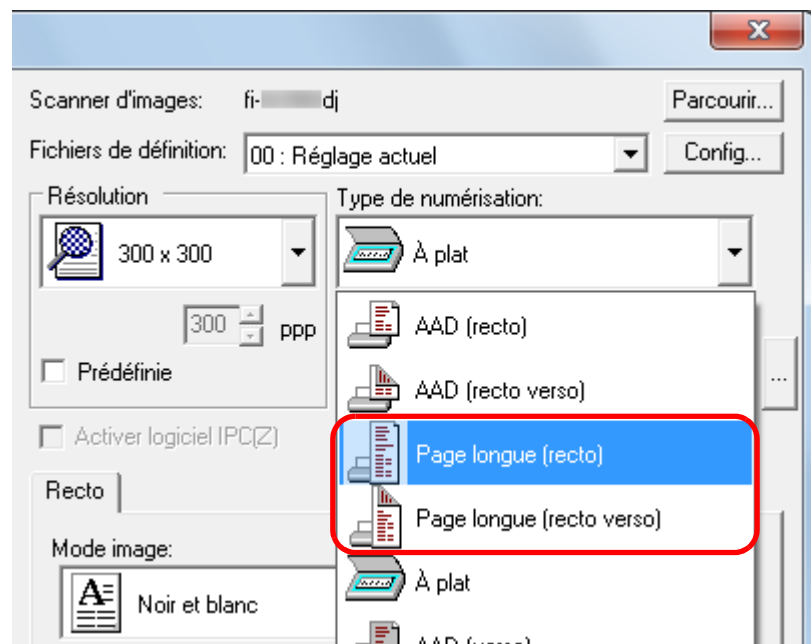 Scanner d'images: fi- dj Parcourir...
Fichiers de définition: 00 : Réglage actuel Config...
Résolution Type de numérisation:
300 x 300 À plat
300 ppp AAD (recto)
Prédéfinie AAD (recto verso) ...
Activer logiciel IPC(Z) Page longue (recto)
Recto Page longue (recto verso)
Mode image:
Noir et blanc À plat